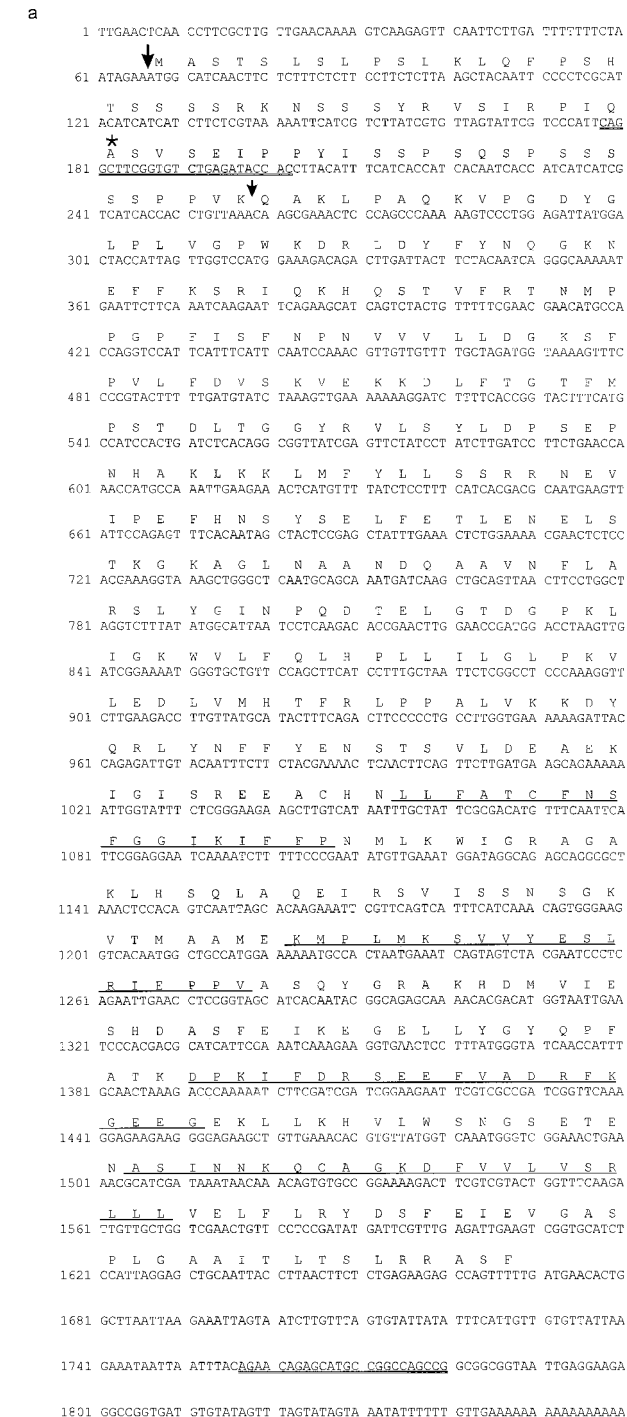 a
1 TTGAACTCAA CCTTCGCTTG TTGAACAAAA GTCAAGAGTT CAATTCTTGA TTTTTTTCTA
M A S T S L S L P S L K L Q F P S H
61 ATAGAAATGG CATCAACTTC TCTTTCTCTT CCTTCTCTTA AGCTACAATT CCCCTCGCAT
T S S S S R K N S S S Y R V S I R P I Q
121 ACATCATCAT CTTCTCGTAA AAATTCATCG TCTTATCGTG TTAGTATTCG TCCCATTCAG
*
A S V S E I P P Y I S S P S Q S P S S S
181 GCTTCGGTGT CTGAGATACC ACCTTACATT TCATCACCAT CACAATCACC ATCATCATCG
S S P P V K Q A K L P A Q K V P G D Y G
241 TCATCACCAC CTGTTAAACA AGCGAAACTC CCAGCCCAAA AAGTCCCTGG AGATTATGGA
L P L V G P W K D R L D Y F Y N Q G K N
301 CTACCATTAG TTGGTCCATG GAAAGACAGA CTTGATTACT TCTACAATCA GGGCAAAAAT
E F F K S R I Q K H Q S T V F R T N M P
361 GAATTCTTCA AATCAAGAAT TCAGAAGCAT CAGTCTACTG TTTTTCGAAC GAACATGCCA
P G P F I S F N P N V V V L L D G K S F
421 CCAGGTCCAT TCATTTCATT CAATCCAAAC GTTGTTGTTT TGCTAGATGG TAAAAGTTTC
P V L F D V S K V E K K D L F T G T F M
481 CCCGTACTTT TTGATGTATC TAAAGTTGAA AAAAAGGATC TTTTCACCGG TACTTTCATG
P S T D L T G G Y R V L S Y L D P S E P
541 CCATCCACTG ATCTCACAGG CGGTTATCGA GTTCTATCCT ATCTTGATCC TTCTGAACCA
N H A K L K K L M F Y L L S S R R N E V
601 AACCATGCCA AATTGAAGAA ACTCATGTTT TATCTCCTTT CATCACGACG CAATGAAGTT
I P E F H N S Y S E L F E T L E N E L S
661 ATTCCAGAGT TTCACAATAG CTACTCCGAG CTATTTGAAA CTCTGGAAAA CGAACTCTCC
T K G K A G L N A A N D Q A A V N F L A
721 ACGAAAGGTA AAGCTGGGCT CAATGCAGCA AATGATCAAG CTGCAGTTAA CTTCCTGGCT
R S L Y G I N P Q D T E L G T D G P K L
781 AGGTCTTTAT ATGGCATTAA TCCTCAAGAC ACCGAACTTG GAACCGATGG ACCTAAGTTG
I G K W V L F Q L H P L L I L G L P K V
841 ATCGGAAAAT GGGTGCTGTT CCAGCTTCAT CCTTTGCTAA TTCTCGGCCT CCCAAAGGTT
L E D L V M H T F R L P P A L V K K D Y
901 CTTGAAGACC TTGTTATGCA TACTTTCAGA CTTCCCCCTG CCTTGGTGAA AAAAGATTAC
Q R L Y N F F Y E N S T S V L D E A E K
961 CAGAGATTGT ACAATTTCTT CTACGAAAAC TCAACTTCAG TTCTTGATGA AGCAGAAAAA
I G I S R E E A C H N L L F A T C F N S
1021 ATTGGTATTT CTCGGGAAGA AGCTTGTCAT AATTTGCTAT TCGCGACATG TTTCAATTCA
F G G I K I F F P N M L K W I G R A G A
1081 TTCGGAGGAA TCAAAATCTT TTTCCCGAAT ATGTTGAAAT GGATAGGCAG AGCAGGGGCT
K L H S Q L A Q E I R S V I S S N S G K
1141 AAACTCCACA GTCAATTAGC ACAAGAAATT CGTTCAGTCA TTTCATCAAA CAGTGGGAAG
V T M A A M E K M P L M K S V V Y E S L
1201 GTCACAATGG CTGCCATGGA AAAAATGCCA CTAATGAAAT CAGTAGTCTA CGAATCCCTC
R I E P P V A S Q Y G R A K H D M V I E
1261 AGAATTGAAC CTCCGGTAGC ATCACAATAC GGCAGAGCAA AACACGACAT GGTAATTGAA
S H D A S F E I K E G E L L Y G Y Q P F
1321 TCCCACGACG CATCATTCGA AATCAAAGAA GGTGAACTCC TTTATGGGTA TCAACCATTT
A T K D P K I F D R S E E F V A D R F K
1381 GCAACTAAAG ACCCAAAAAT CTTCGATCGA TCGGAAGAAT TCGTCGCCGA TCGGTTCAAA
G E E G E K L L K H V L W S N G S E T E
1441 GGAGAAGAAG GGGAGAAGCT GTTGAAACAC GTGTTATGGT CAAATGGGTC GGAAACTGAA
N A S I N N K Q C A G K D F V V L V S R
1501 AACGCATCGA TAAATAACAA ACAGTGTGCC GGAAAAGACT TCGTCGTACT GGTTTCAAGA
L L L V E L F L R Y D S F E I E V G A S
1561 TTGTTGCTGG TCGAACTGTT CCTCCGATAT GATTCGTTTG AGATTGAAGT CGGTGCATCT
P L G A A I T L T S L R R A S F
1621 CCATTAGGAG CTGCAATTAC CTTAACTTCT CTGAGAAGAG CCAGTTTTTG ATGAACACTG
1681 GCTTAATTAA GAAATTAGTA ATCTTGTTTA GTGTATTATA TTTCATTGTT GTGTTATTAA
1741 GAAATAATTA ATTTACAGAA CAGAGCATGC CGGCCAGCCG GCGGCGGTAA TTGAGGAAGA
1801 GGCCGGTGAT GTGTATAGTT TAGTATAGTA AATATTTTTT GTTGAAAAAA AAAAAAAAAA